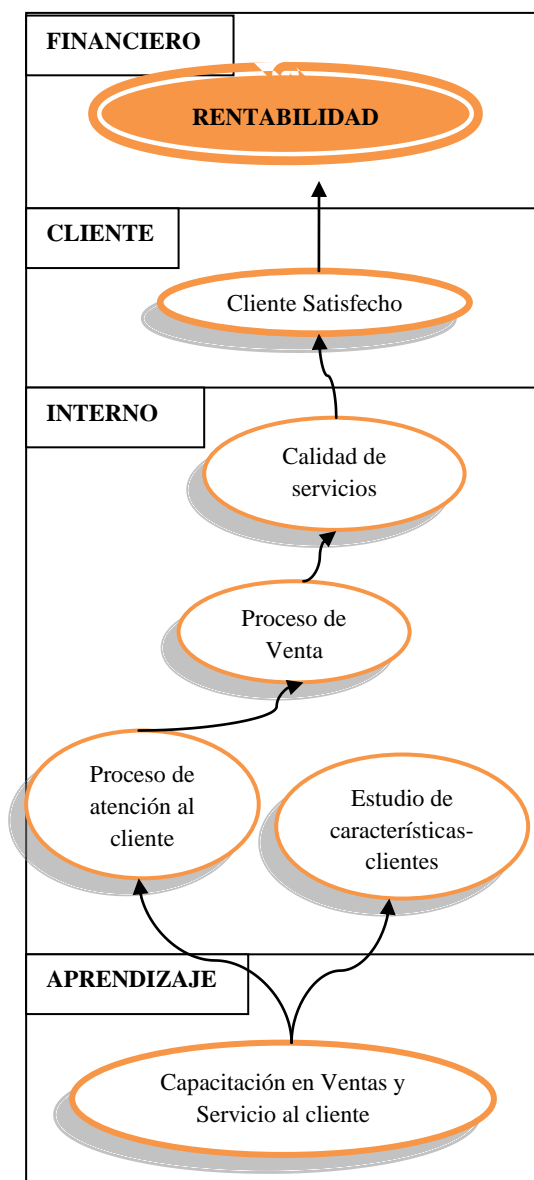 FINANCIERO
RENTABILIDAD
CLIENTE
Cliente Satisfecho
INTERNO
Calidad de
servicios
Proceso de
Venta
Proceso de
atención al
cliente
Estudio de
características-
clientes
APRENDIZAJE
Capacitación en Ventas y
Servicio al cliente